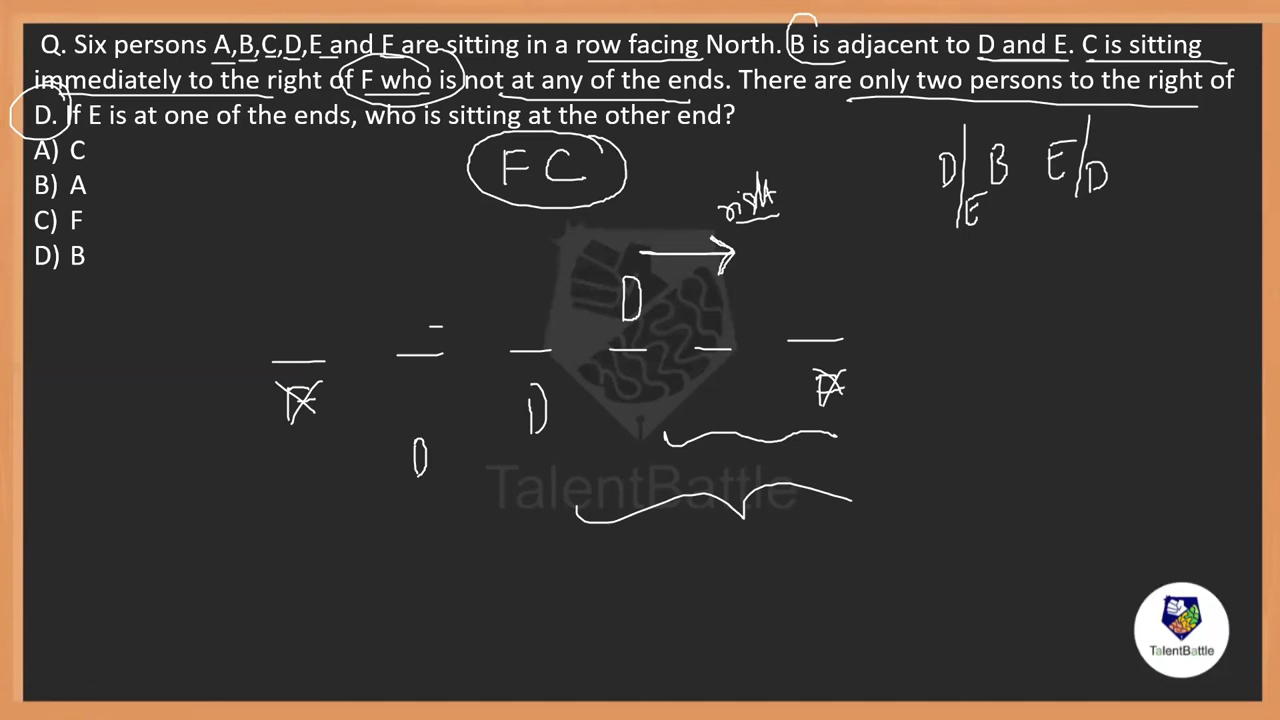 Q. Six persons A,B,C,D,E and F are sitting in a row facing North. B is adjacent to D and E. C is sitting
immediately to the right of F who is not at any of the ends. There are only two persons to the right of
D. If E is at one of the ends, who is sitting at the other end?
A) C
B) A
C) F
D) B
F C
D B E
E D
right
D
F F
D
D
TalentBattle
TalentBattle